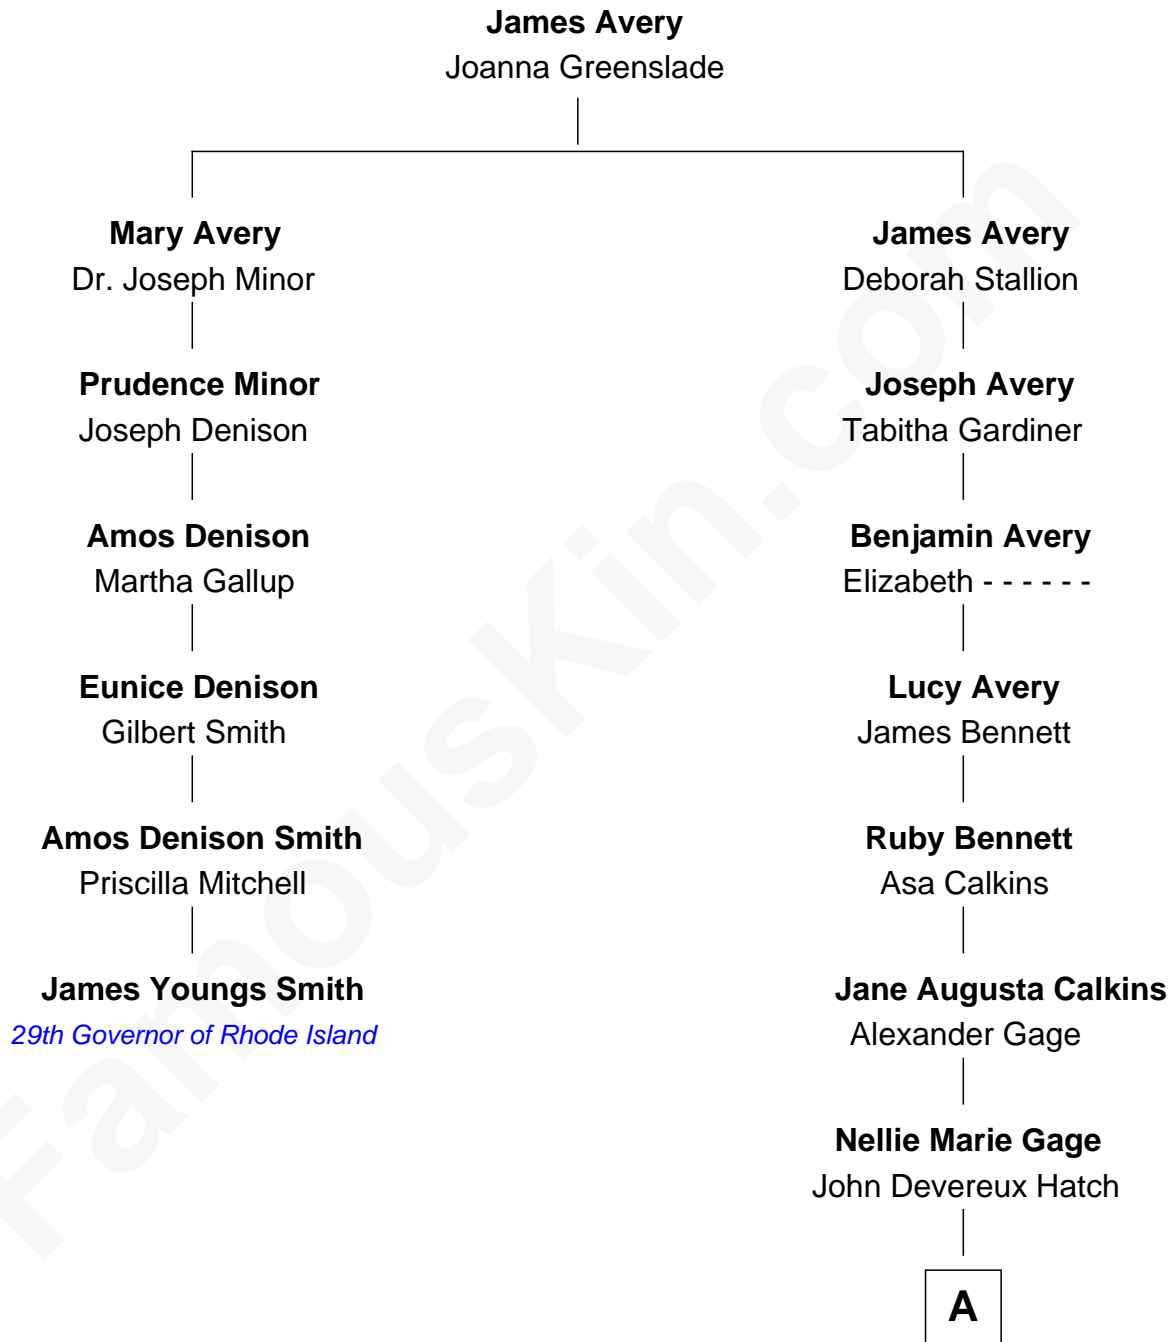 James Avery
Joanna Greenslade
Mary Avery
Dr. Joseph Minor
James Avery
Deborah Stallion
Prudence Minor
Joseph Denison
Joseph Avery
Tabitha Gardiner
Amos Denison
Martha Gallup
Benjamin Avery
Elizabeth - - - - - -
Eunice Denison
Gilbert Smith
Lucy Avery
James Bennett
Amos Denison Smith
Priscilla Mitchell
Ruby Bennett
Asa Calkins
James Youngs Smith
29th Governor of Rhode Island
Jane Augusta Calkins
Alexander Gage
Nellie Marie Gage
John Devereux Hatch
A
FamousKin.com